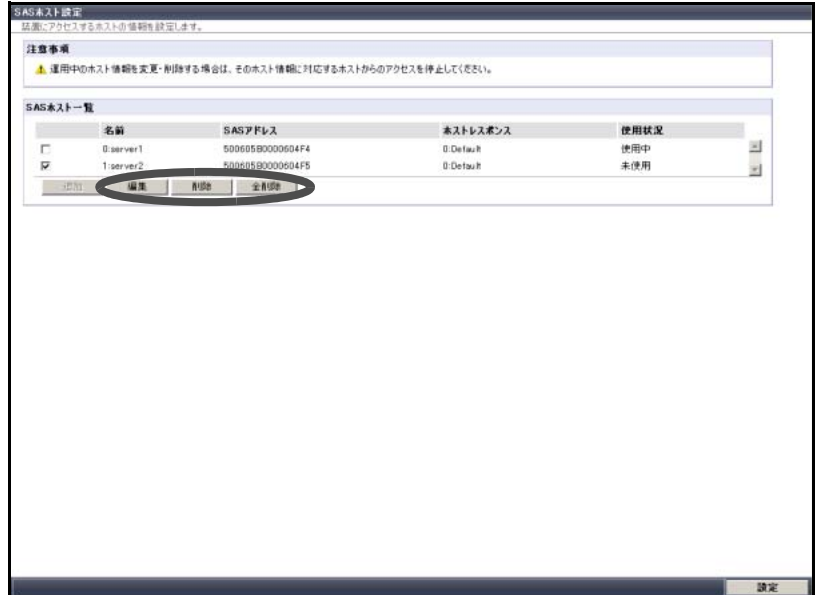 SASホスト設定
装置にアクセスするホストの情報を設定します。
注意事項
運用中のホスト情報を変更・削除する場合は、そのホスト情報に対応するホストからのアクセスを停止してください。
SASホスト一覧
名前 SASアドレス ホストレスポンス 使用状況
0:server1 500605B0000604F4 0:Default 使用中
1:server2 500605B0000604F5 0:Default 未使用
追加 編集 削除 全削除
設定